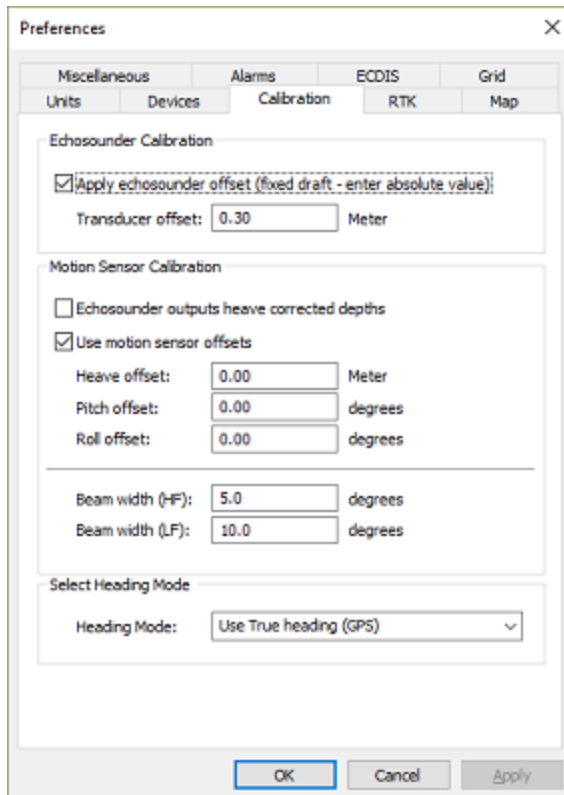 Preferences
Miscellaneous Alarms ECDIS Grid
Units Devices Calibration RTK Map
Echosounder Calibration
Apply echosounder offset (fixed draft - enter absolute value)
Transducer offset: 0.30 Meter
Motion Sensor Calibration
Echosounder outputs heave corrected depths
Use motion sensor offsets
Heave offset: 0.00 Meter
Pitch offset: 0.00 degrees
Roll offset: 0.00 degrees
Beam width (HF): 5.0 degrees
Beam width (LF): 10.0 degrees
Select Heading Mode
Heading Mode: Use True heading (GPS)
OK Cancel Apply